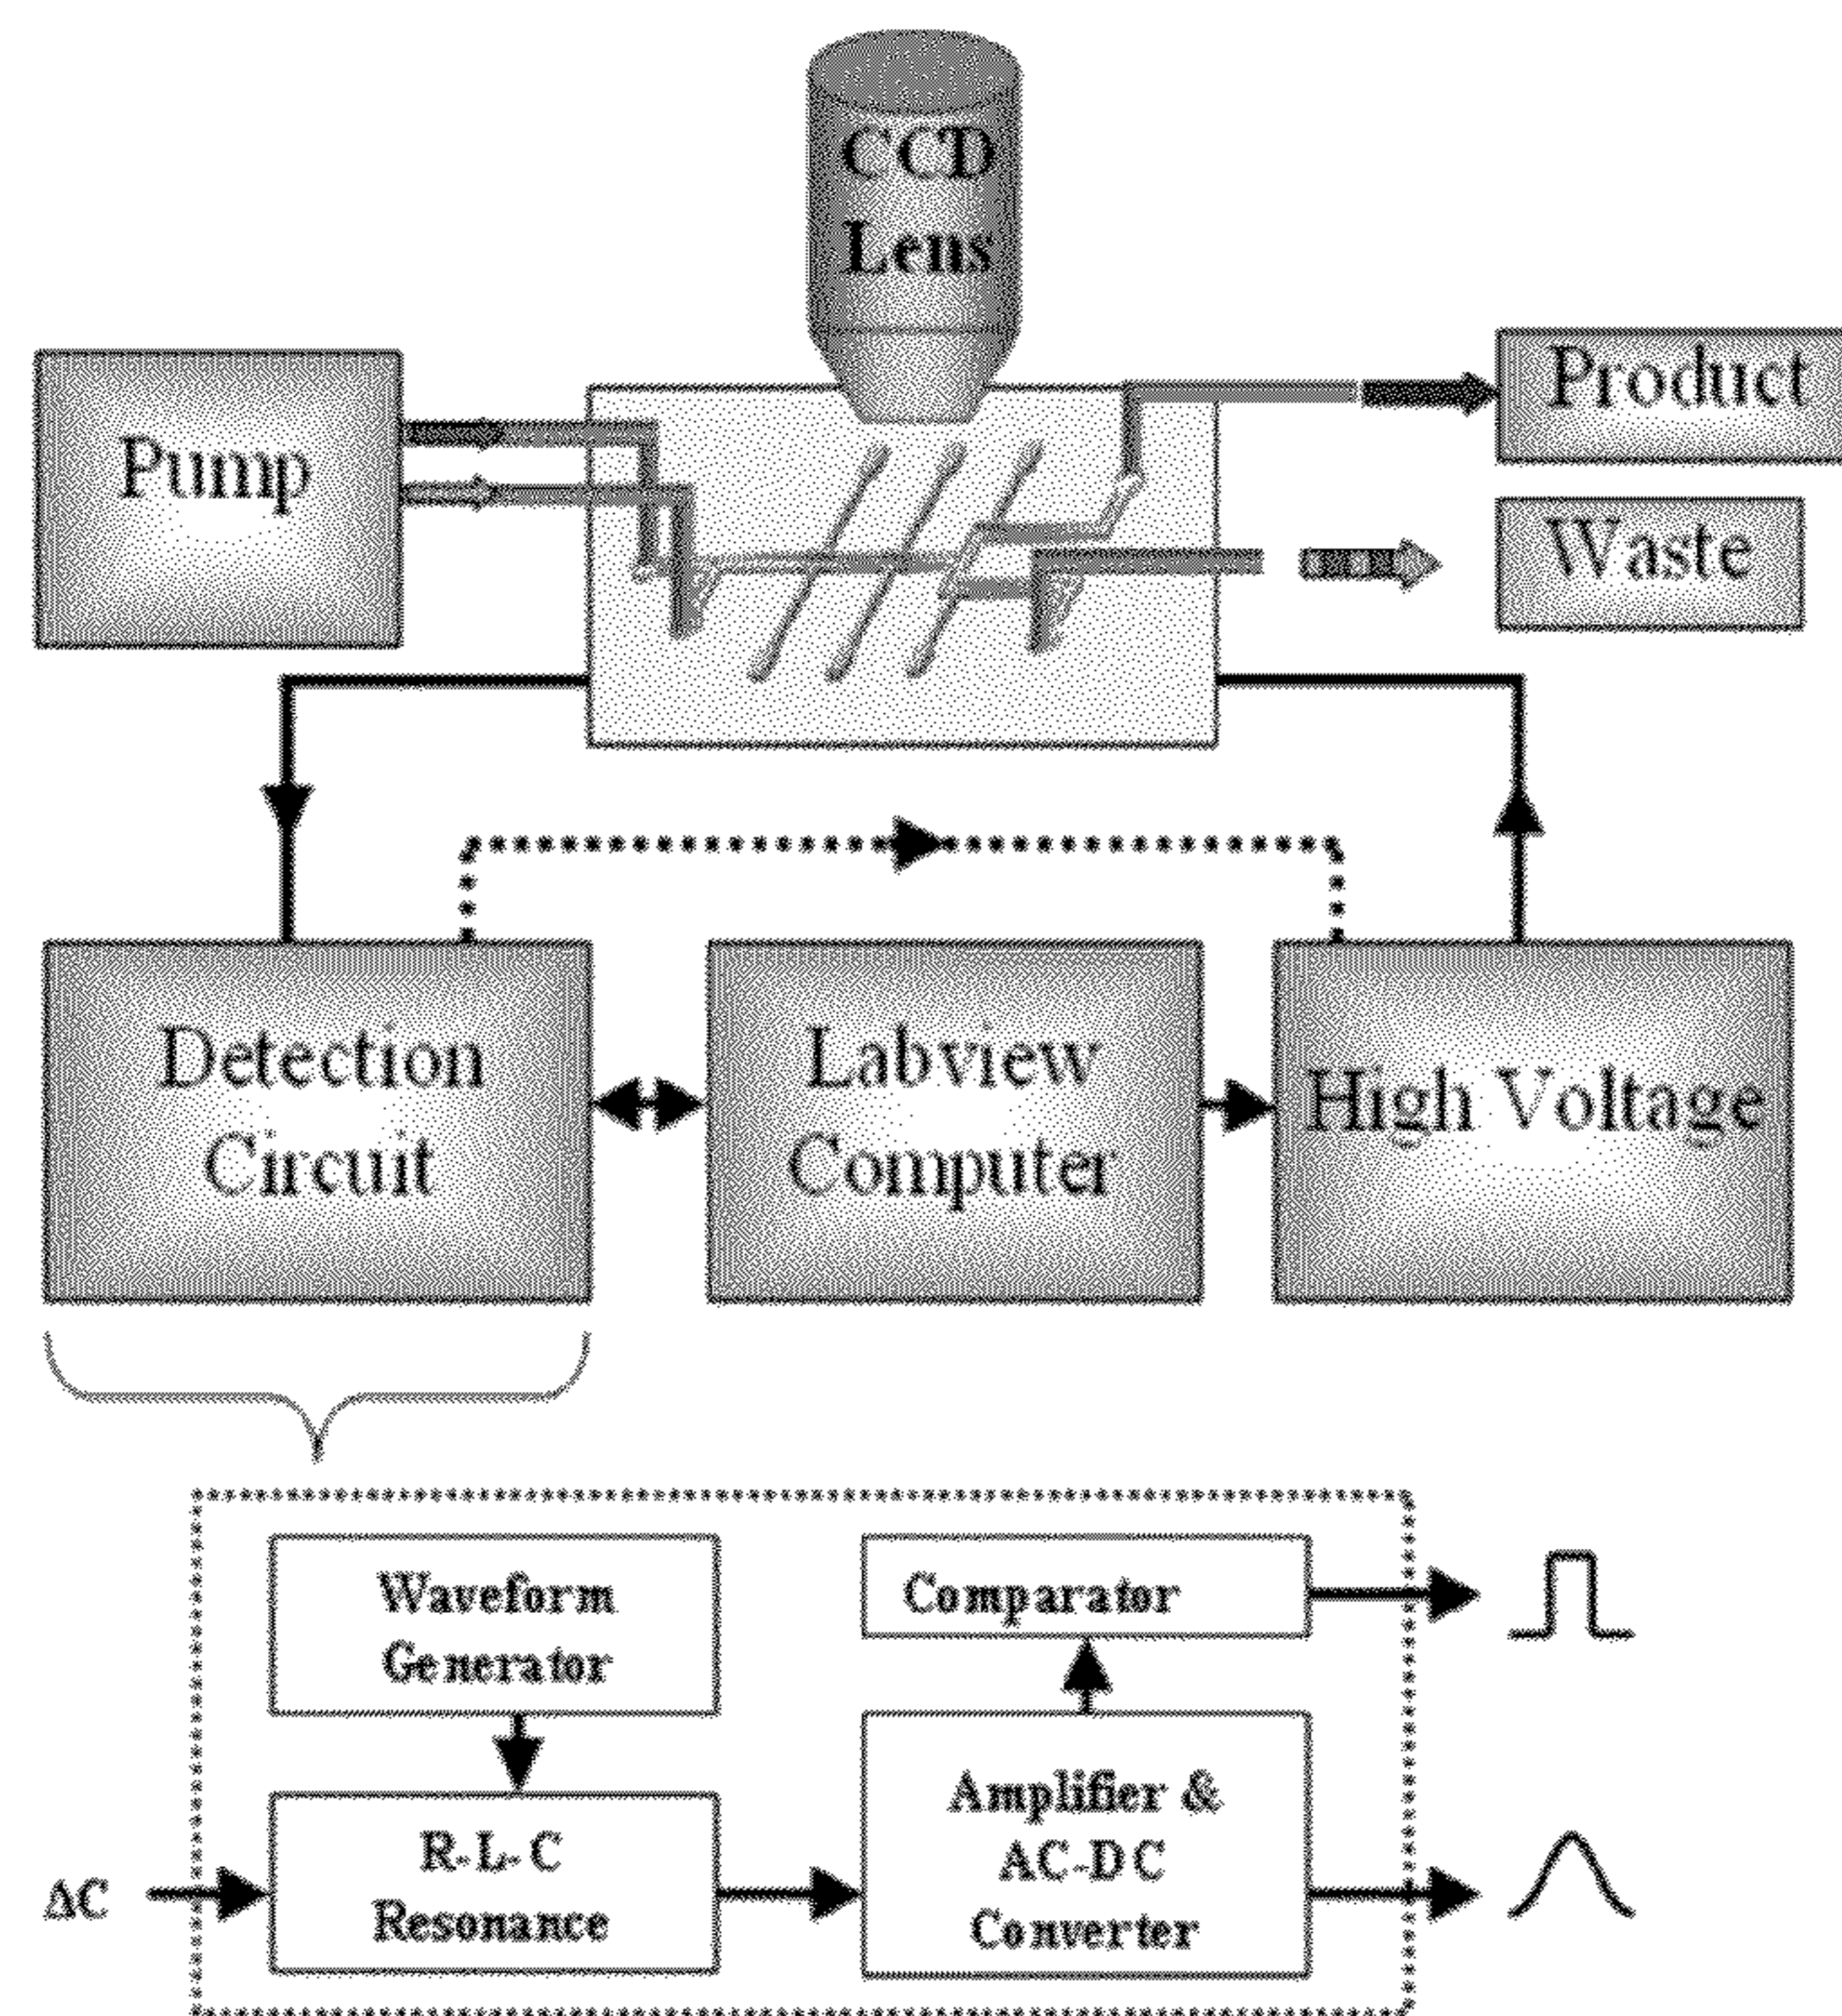 CCD
Lens
Pump
Product
Waste
Detection
Circuit
Labview
Computer
High Voltage
Waveform
Generator
Comparator
R-L-C
Resonance
Amplifier &
AC-DC
Converter
ΔC